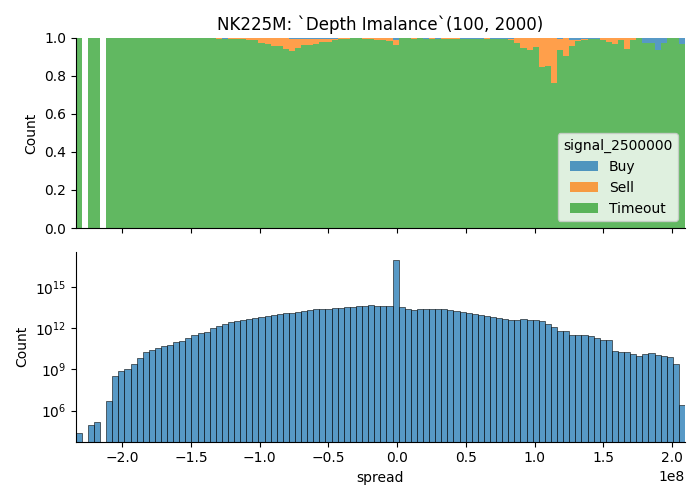 NK225M: `Depth Imalance`(100, 2000)
1.0
0.8
0.6
0.4
0.2
0.0
Count
signal_2500000
Buy
Sell
Timeout
10^15
10^12
10^9
10^6
Count
−2.0 −1.5 −1.0 −0.5 0.0 0.5 1.0 1.5 2.0
1e8
spread